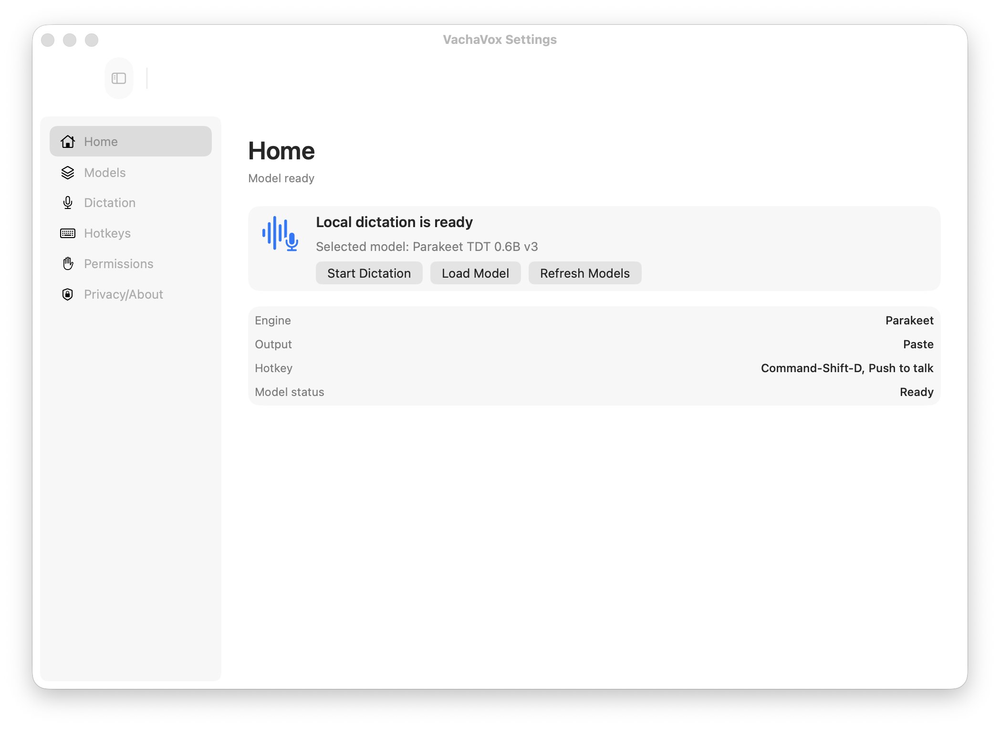 VachaVox Settings
Home
Models
Dictation
Hotkeys
Permissions
Privacy/About
Home
Model ready
Local dictation is ready
Selected model: Parakeet TDT 0.6B v3
Start Dictation Load Model Refresh Models
Engine Parakeet
Output Paste
Hotkey Command-Shift-D, Push to talk
Model status Ready